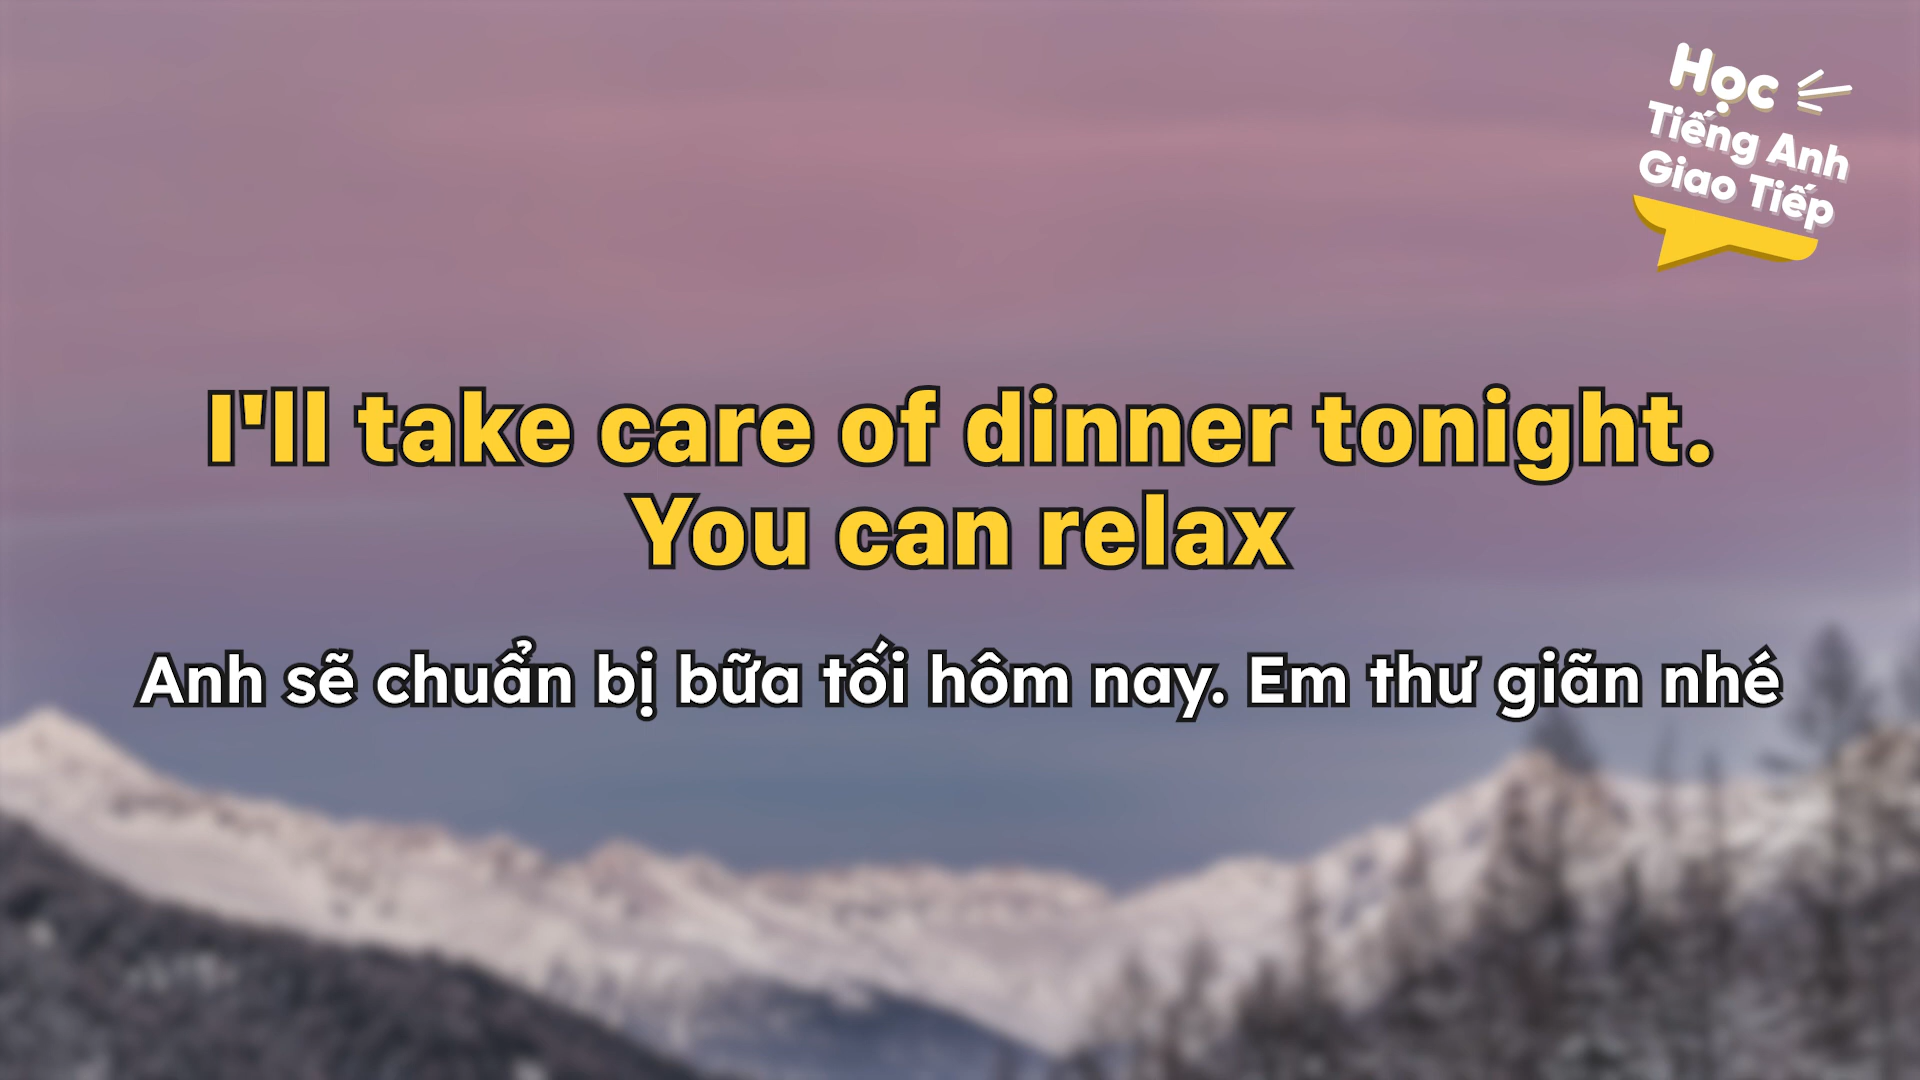 Học
Tiếng Anh
Giao Tiếp
I'll take care of dinner tonight.
You can relax
Anh sẽ chuẩn bị bữa tối hôm nay. Em thư giãn nhé